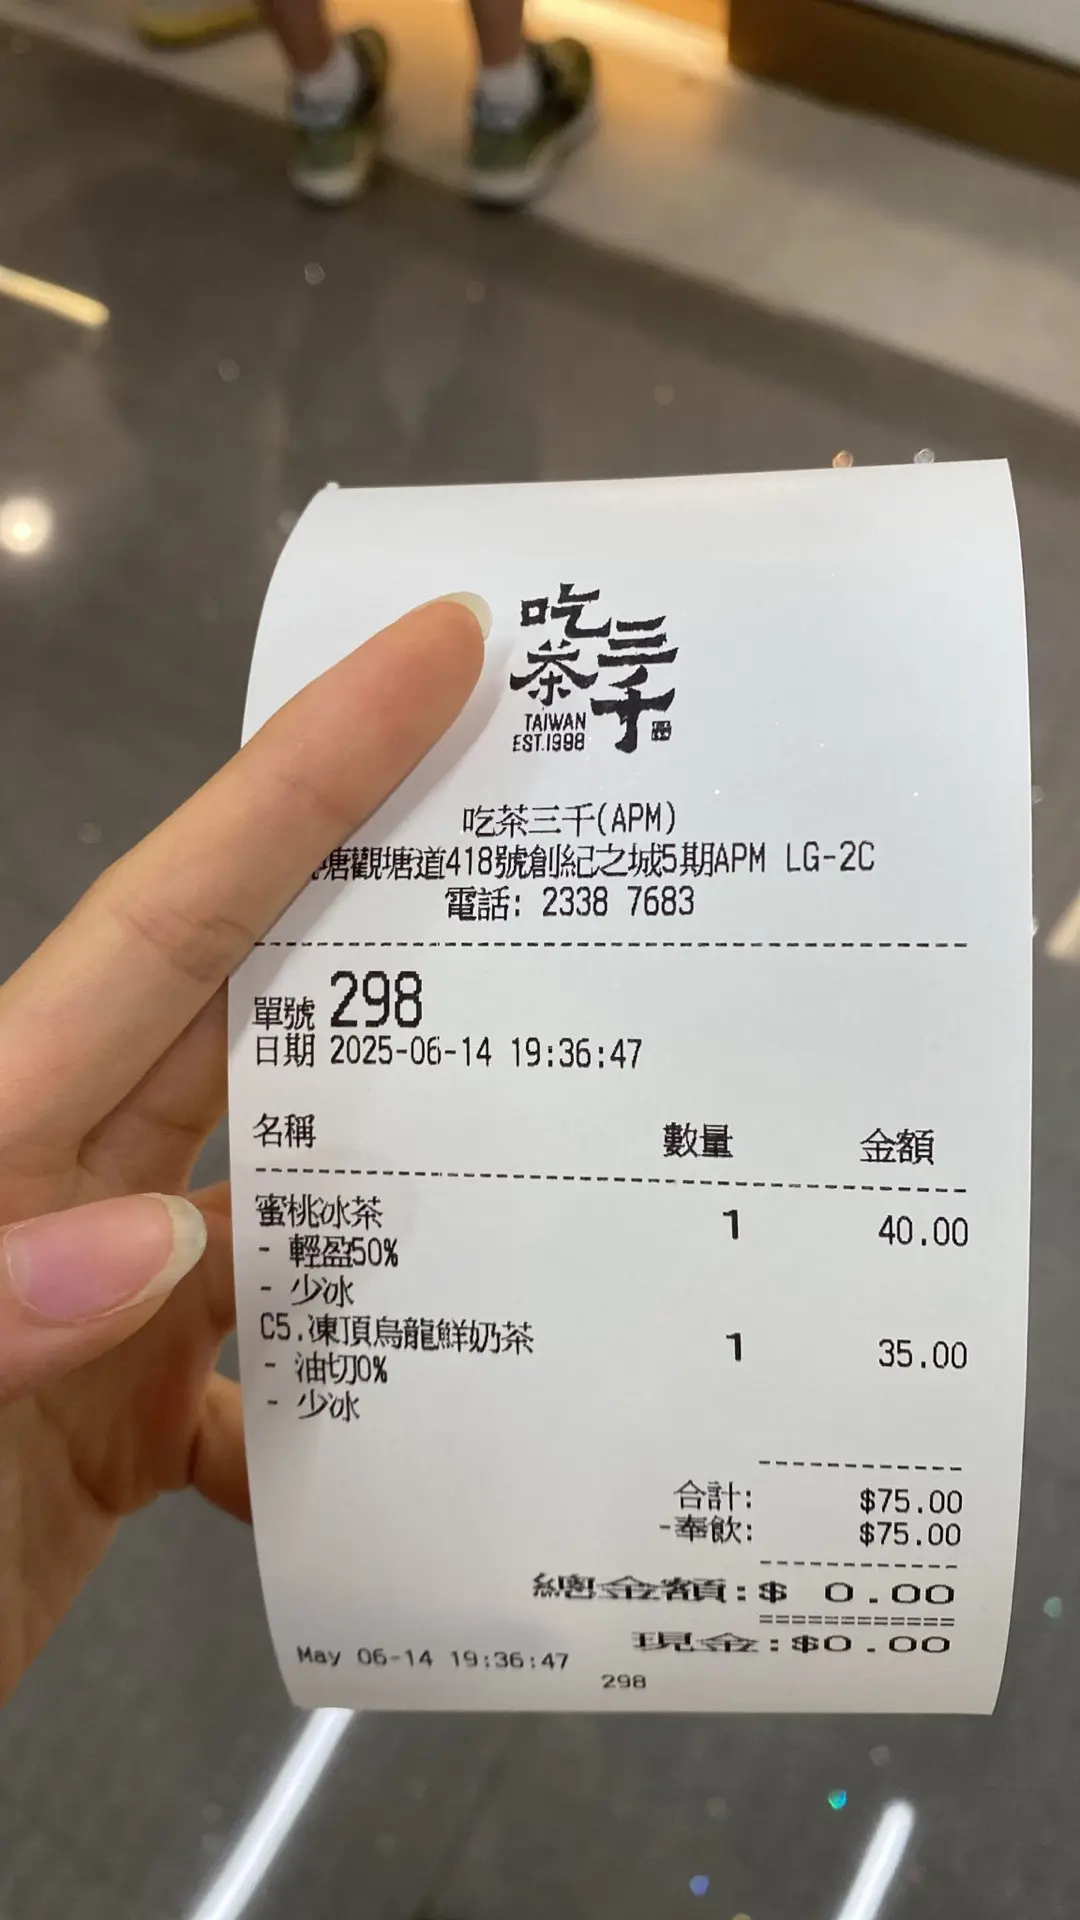 吃茶三千
TAIWAN
EST.1998
吃茶三千(APM)
塘觀塘道418號創紀之城5期APM LG-2C
電話: 2338 7683
單號 298
日期 2025-06-14 19:36:47
名稱 數量 金額
蜜桃冰茶 1 40.00
- 輕盈50%
- 少冰
C5.凍頂烏龍鮮奶茶 1 35.00
- 油切0%
- 少冰
合計: $75.00
-奉飲: $75.00
總金額:$ 0.00
現金:$0.00
May 06-14 19:36:47
298